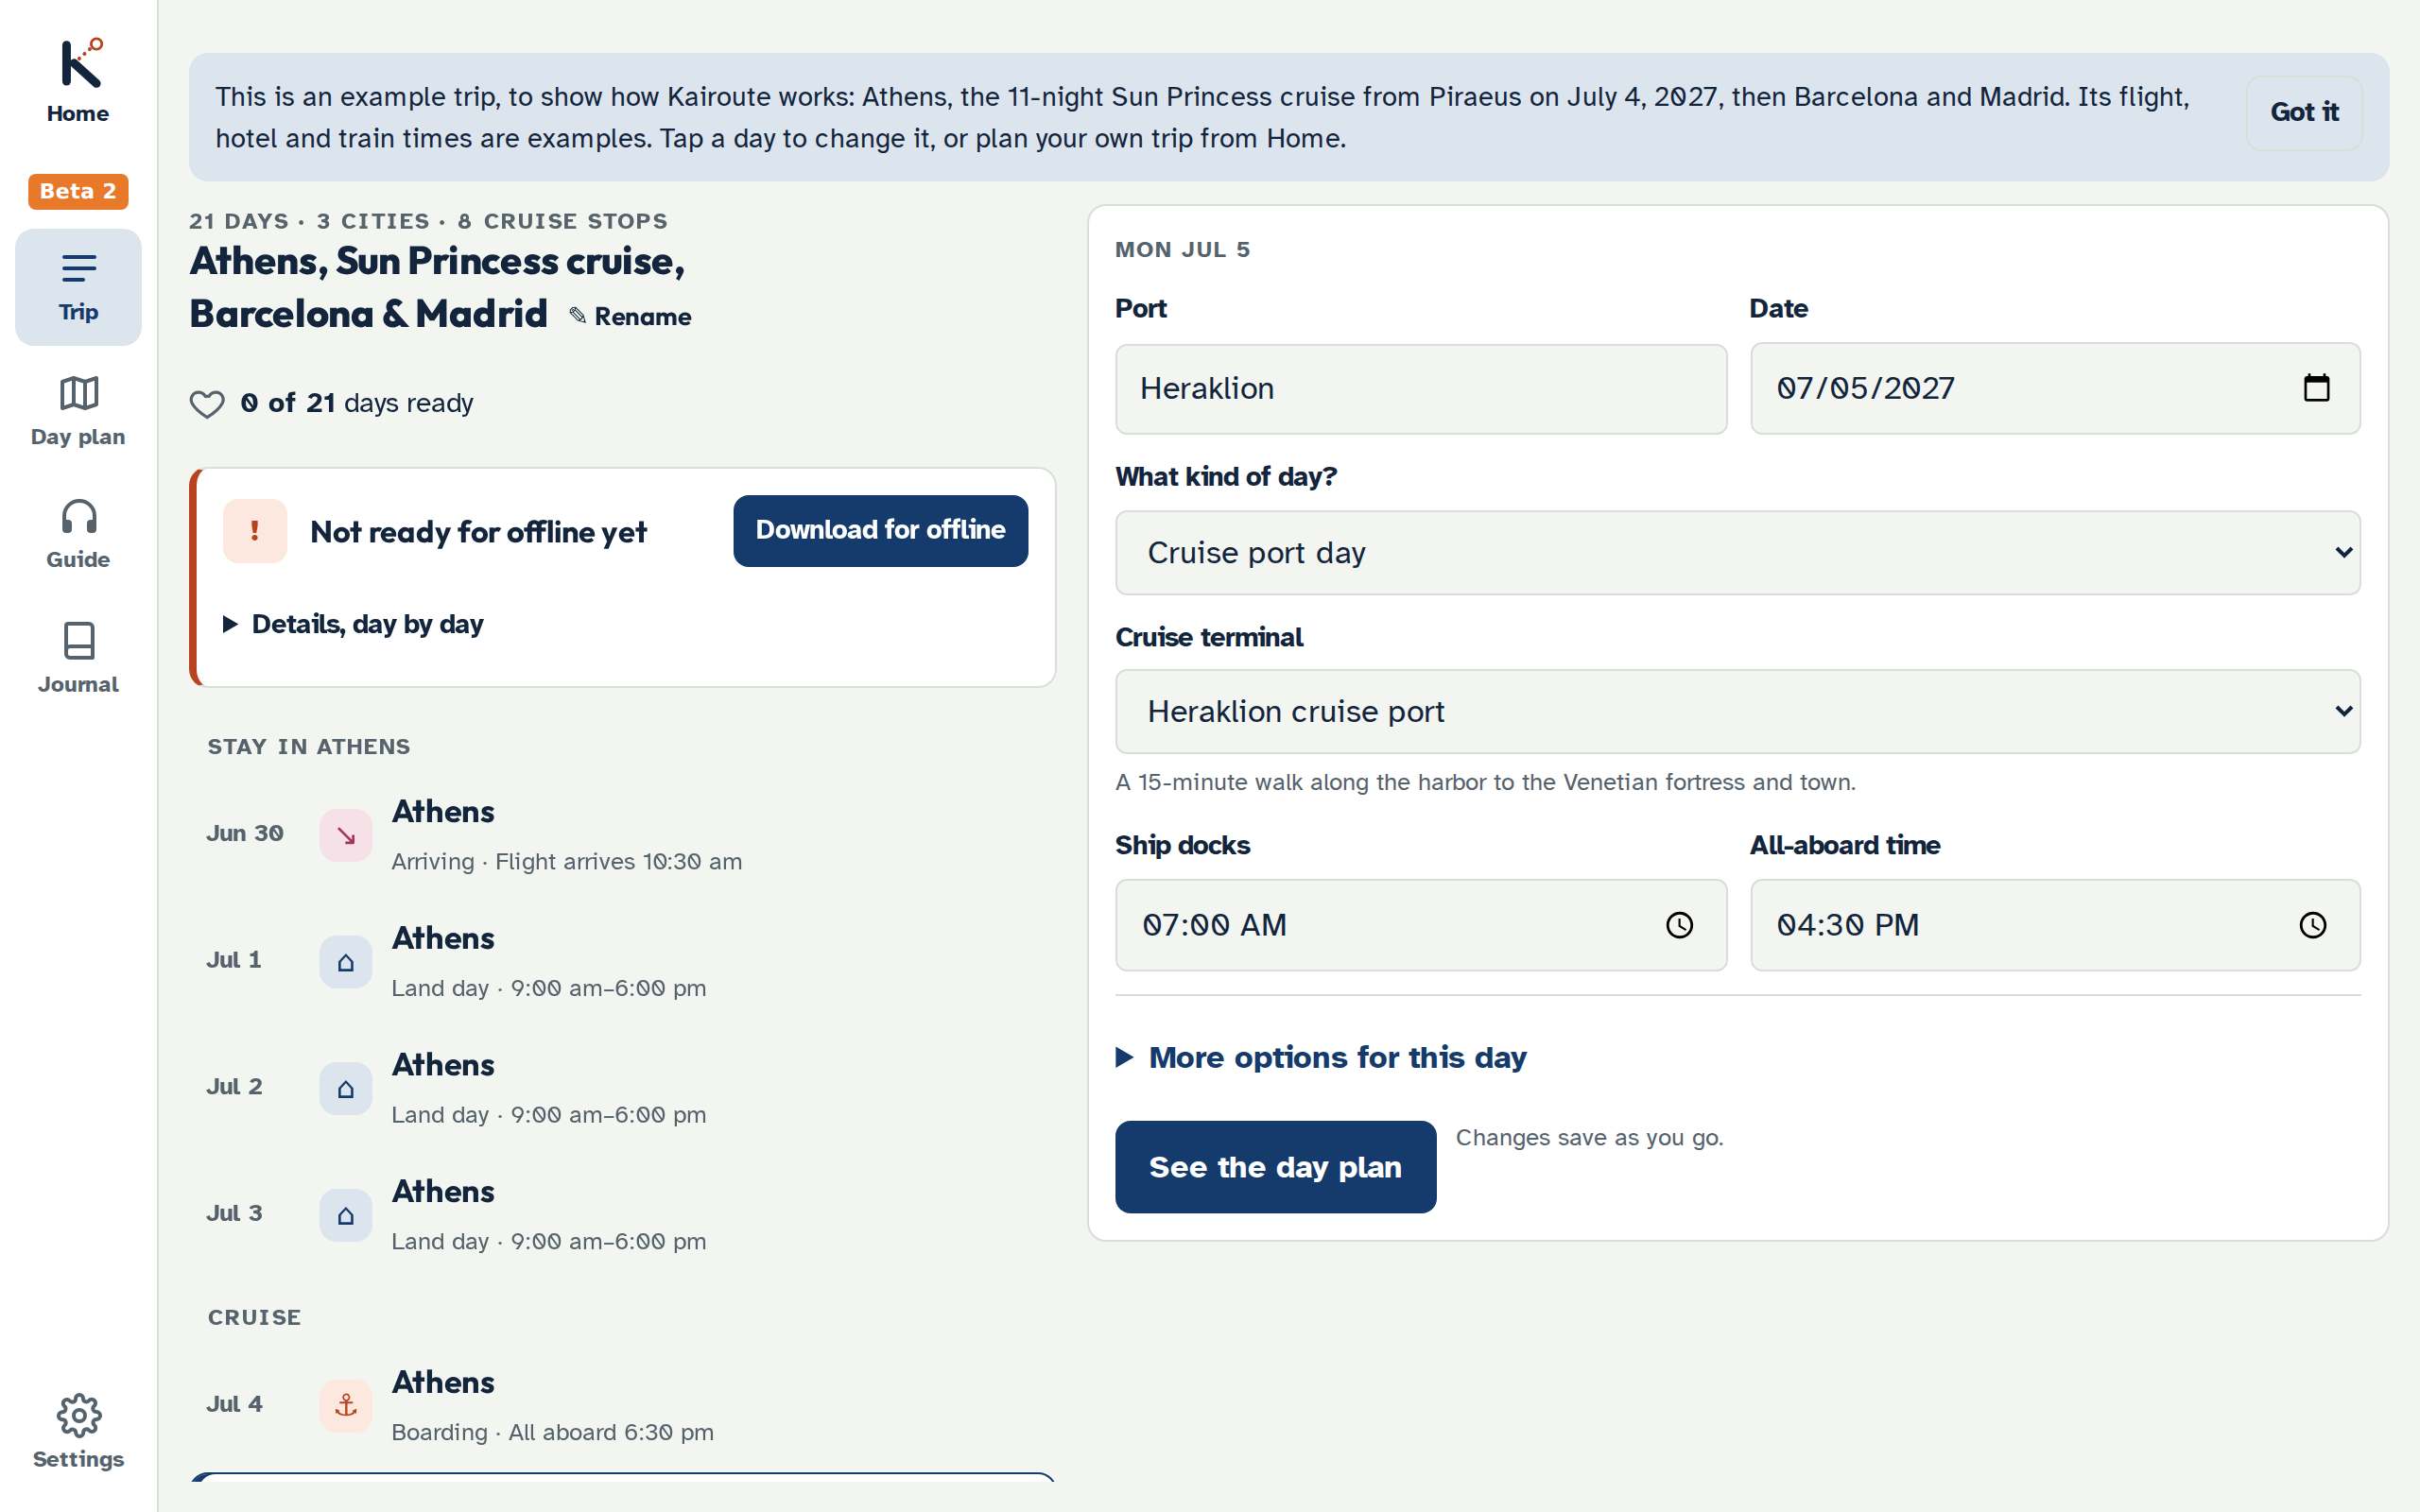 Home
Beta 2
Trip
Day plan
Guide
Journal
Settings
This is an example trip, to show how Kairoute works: Athens, the 11-night Sun Princess cruise from Piraeus on July 4, 2027, then Barcelona and Madrid. Its flight,
hotel and train times are examples. Tap a day to change it, or plan your own trip from Home.
Got it
21 DAYS · 3 CITIES · 8 CRUISE STOPS
Athens, Sun Princess cruise,
Barcelona & Madrid ✎ Rename
0 of 21 days ready
! Not ready for offline yet
Download for offline
▶ Details, day by day
STAY IN ATHENS
Jun 30 ↘ Athens
Arriving · Flight arrives 10:30 am
Jul 1 ⌂ Athens
Land day · 9:00 am–6:00 pm
Jul 2 ⌂ Athens
Land day · 9:00 am–6:00 pm
Jul 3 ⌂ Athens
Land day · 9:00 am–6:00 pm
CRUISE
Jul 4 ⚓ Athens
Boarding · All aboard 6:30 pm
MON JUL 5
Port
Heraklion
Date
07/05/2027
What kind of day?
Cruise port day
Cruise terminal
Heraklion cruise port
A 15-minute walk along the harbor to the Venetian fortress and town.
Ship docks
07:00 AM
All-aboard time
04:30 PM
▶ More options for this day
See the day plan
Changes save as you go.